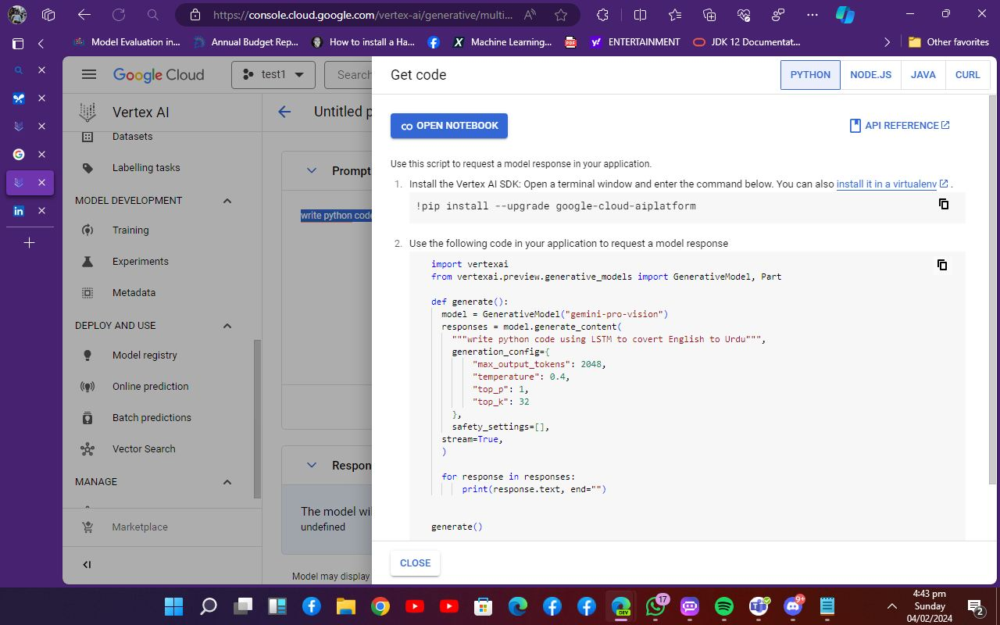 https://console.cloud.google.com/vertex-ai/generative/multi...
Model Evaluation in...
Annual Budget Rep...
How to install a Ha...
Machine Learning...
PDF
ENTERTAINMENT
JDK 12 Documentat...
Other favorites
Google Cloud
test1
Search
Vertex AI
Datasets
Labelling tasks
MODEL DEVELOPMENT
Training
Experiments
Metadata
DEPLOY AND USE
Model registry
Online prediction
Batch predictions
Vector Search
MANAGE
Marketplace
Untitled p
Prompt
write python code
Respon
The model wil
undefined
Model may display
Get code
PYTHON
NODE.JS
JAVA
CURL
OPEN NOTEBOOK
API REFERENCE
Use this script to request a model response in your application.
1. Install the Vertex AI SDK: Open a terminal window and enter the command below. You can also install it in a virtualenv .
!pip install --upgrade google-cloud-aiplatform
2. Use the following code in your application to request a model response
import vertexai
from vertexai.preview.generative_models import GenerativeModel, Part
def generate():
model = GenerativeModel("gemini-pro-vision")
responses = model.generate_content(
"""write python code using LSTM to covert English to Urdu""",
generation_config={
"max_output_tokens": 2048,
"temperature": 0.4,
"top_p": 1,
"top_k": 32
},
safety_settings=[],
stream=True,
)
for response in responses:
print(response.text, end="")
generate()
CLOSE
DEV
17
9+
4:43 pm
Sunday
04/02/2024
2